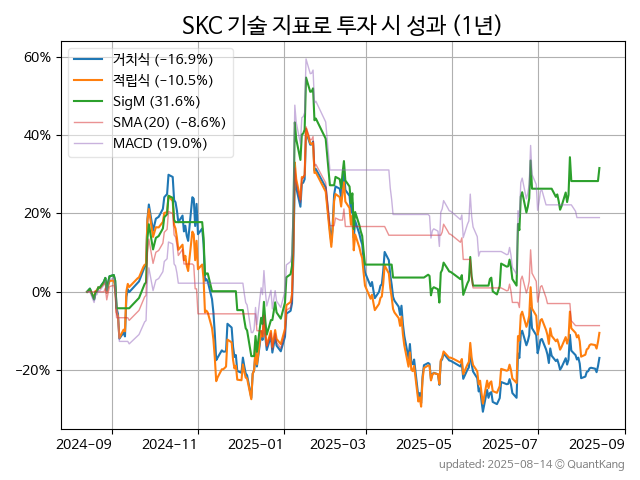 SKC 기술 지표로 투자 시 성과 (1년)
거치식 (−16.9%)
적립식 (−10.5%)
SigM (31.6%)
SMA(20) (−8.6%)
MACD (19.0%)
60%
40%
20%
0%
−20%
2024-09 2024-11 2025-01 2025-03 2025-05 2025-07 2025-09
updated: 2025-08-14 © QuantKang